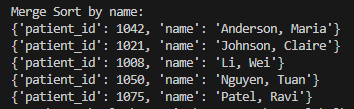 Merge Sort by name:
{'patient_id': 1042, 'name': 'Anderson, Maria'}
{'patient_id': 1021, 'name': 'Johnson, Claire'}
{'patient_id': 1008, 'name': 'Li, Wei'}
{'patient_id': 1050, 'name': 'Nguyen, Tuan'}
{'patient_id': 1075, 'name': 'Patel, Ravi'}